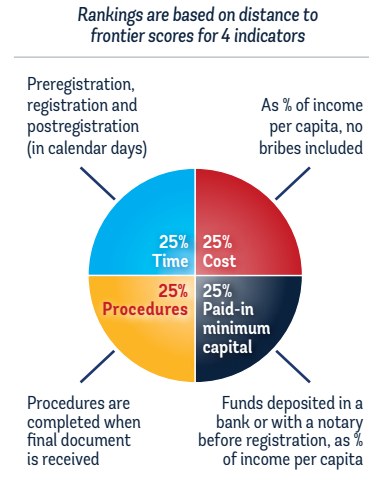 Rankings are based on distance to
frontier scores for 4 indicators
Preregistration,
registration and
postregistration
(in calendar days)
As % of income
per capita, no
bribes included
25%
Time
25%
Cost
25%
Procedures
25%
Paid-in
minimum
capital
Procedures are
completed when
final document
is received
Funds deposited in a
bank or with a notary
before registration, as %
of income per capita